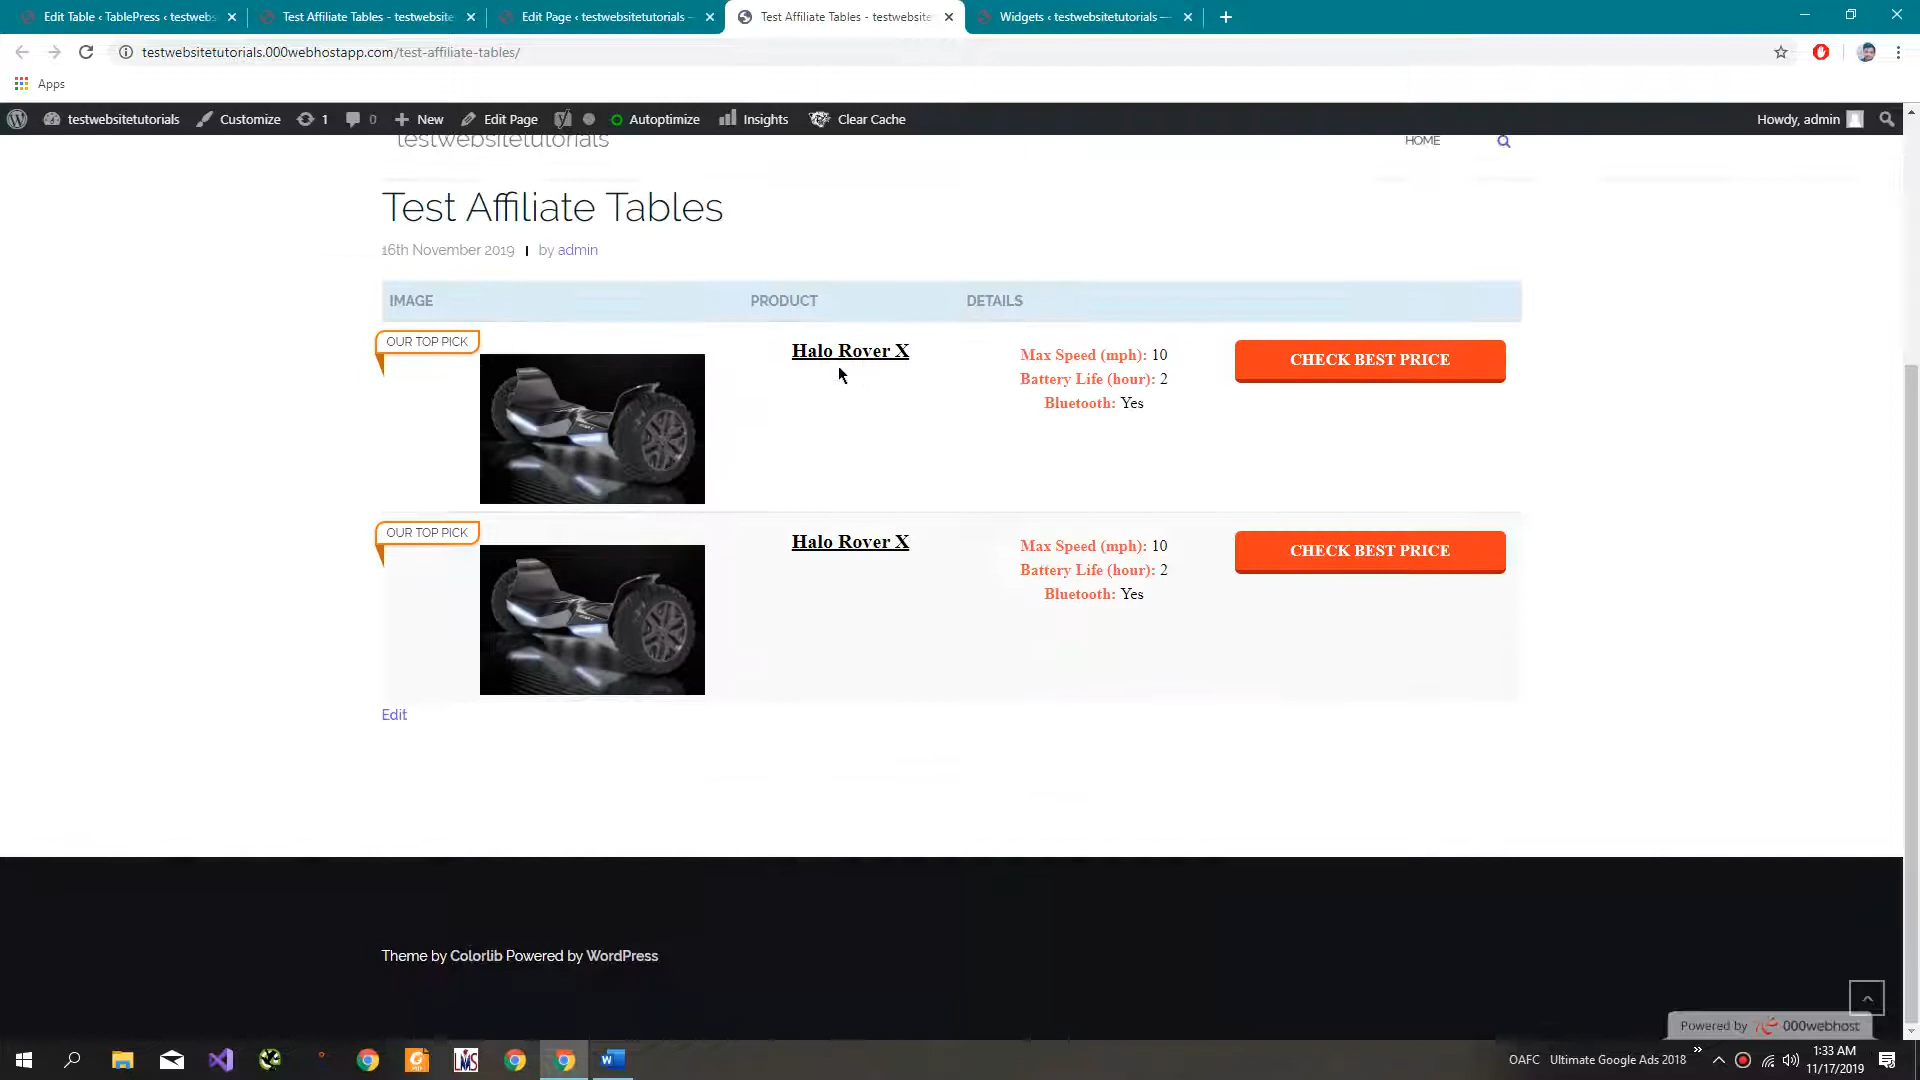 Edit Table ‹ TablePress ‹ testwebs
Test Affiliate Tables - testwebsite
Edit Page ‹ testwebsitetutorials —
Test Affiliate Tables - testwebsite
Widgets ‹ testwebsitetutorials —
testwebsitetutorials.000webhostapp.com/test-affiliate-tables/
Apps
testwebsitetutorials
Customize
1
0
New
Edit Page
Autoptimize
Insights
Clear Cache
Howdy, admin
testwebsitetutorials
HOME
Test Affiliate Tables
16th November 2019
by admin
IMAGE PRODUCT DETAILS
OUR TOP PICK
Halo Rover X
Max Speed (mph): 10
Battery Life (hour): 2
Bluetooth: Yes
CHECK BEST PRICE
OUR TOP PICK
Halo Rover X
Max Speed (mph): 10
Battery Life (hour): 2
Bluetooth: Yes
CHECK BEST PRICE
Edit
Theme by Colorlib Powered by WordPress
Powered by 000webhost
OAFC
Ultimate Google Ads 2018
1:33 AM
11/17/2019